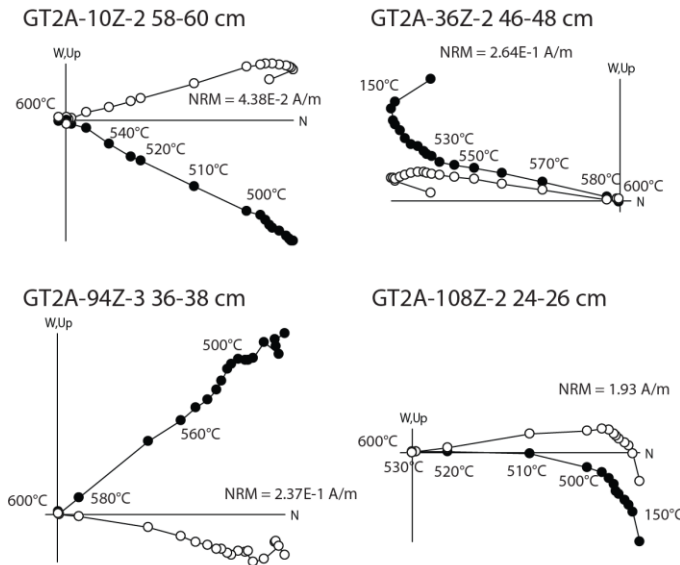 GT2A-10Z-2 58-60 cm
W,Up
600°C
NRM = 4.38E-2 A/m
N
540°C
520°C
510°C
500°C
GT2A-36Z-2 46-48 cm
NRM = 2.64E-1 A/m
W,Up
150°C
530°C
550°C
570°C
580°C
600°C
N
GT2A-94Z-3 36-38 cm
W,Up
500°C
560°C
NRM = 2.37E-1 A/m
580°C
600°C
N
GT2A-108Z-2 24-26 cm
NRM = 1.93 A/m
W,Up
600°C
N
530°C
520°C
510°C
500°C
150°C